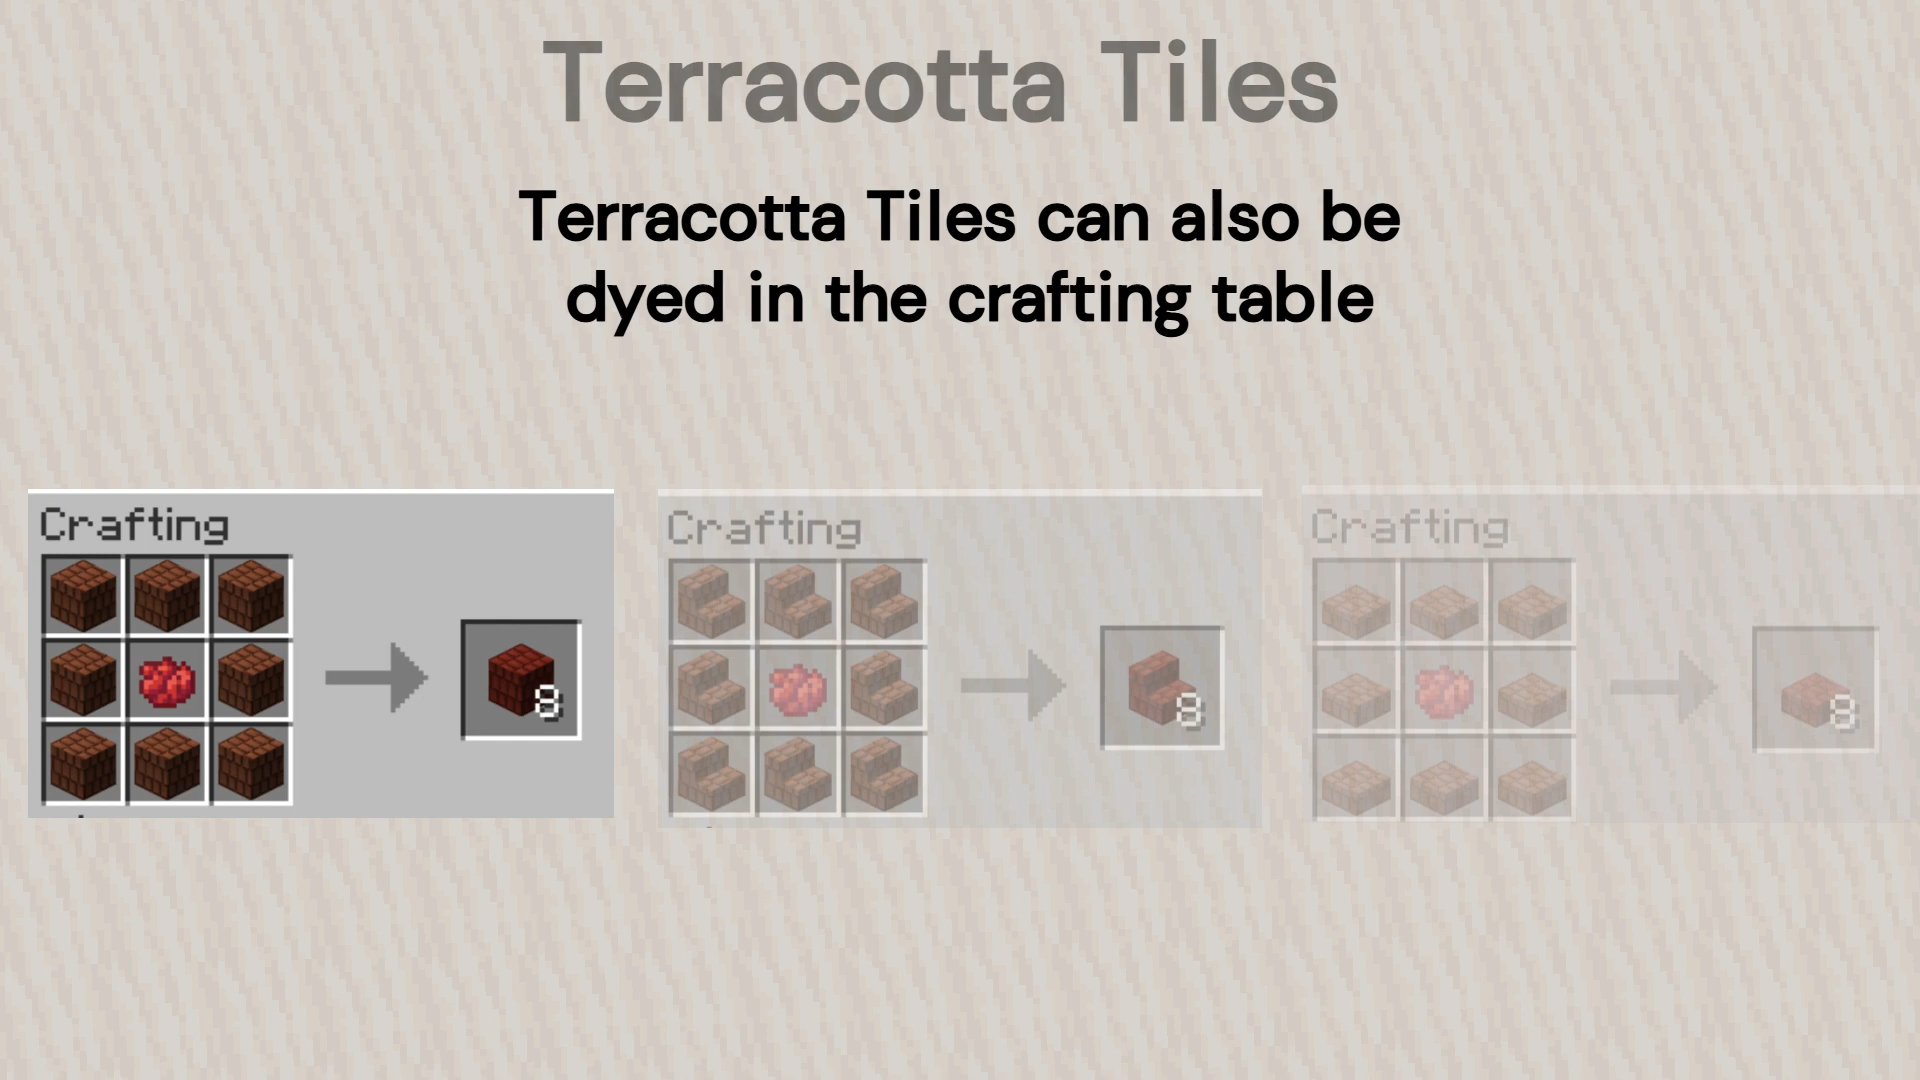 Terracotta Tiles
Terracotta Tiles can also be
dyed in the crafting table
Crafting
8
Crafting
8
Crafting
8